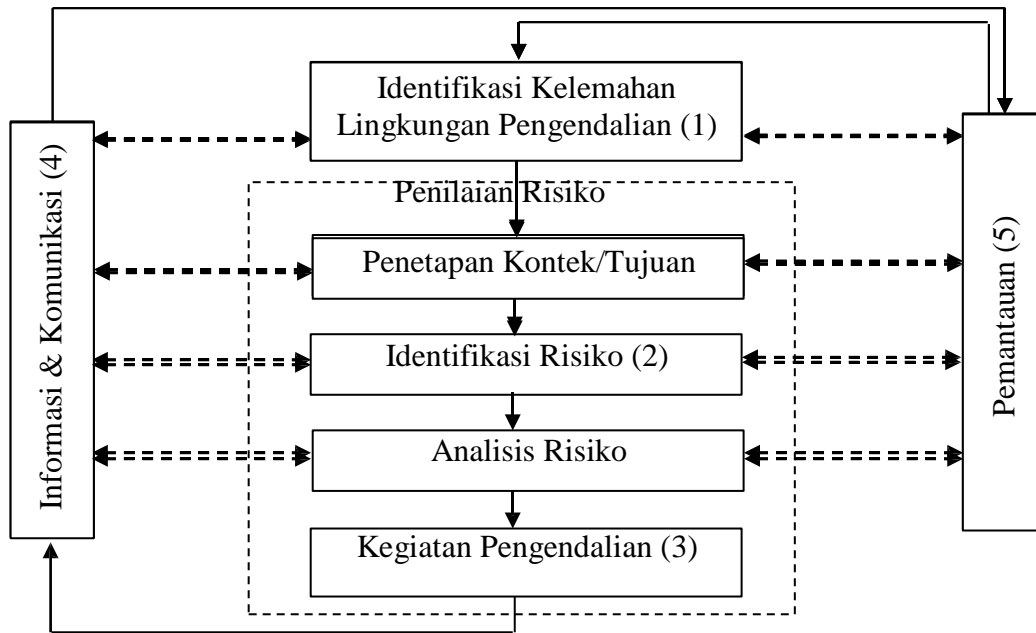 Identifikasi Kelemahan
Lingkungan Pengendalian (1)
Penilaian Risiko
Penetapan Kontek/Tujuan
Identifikasi Risiko (2)
Analisis Risiko
Kegiatan Pengendalian (3)
Informasi & Komunikasi (4)
Pemantauan (5)